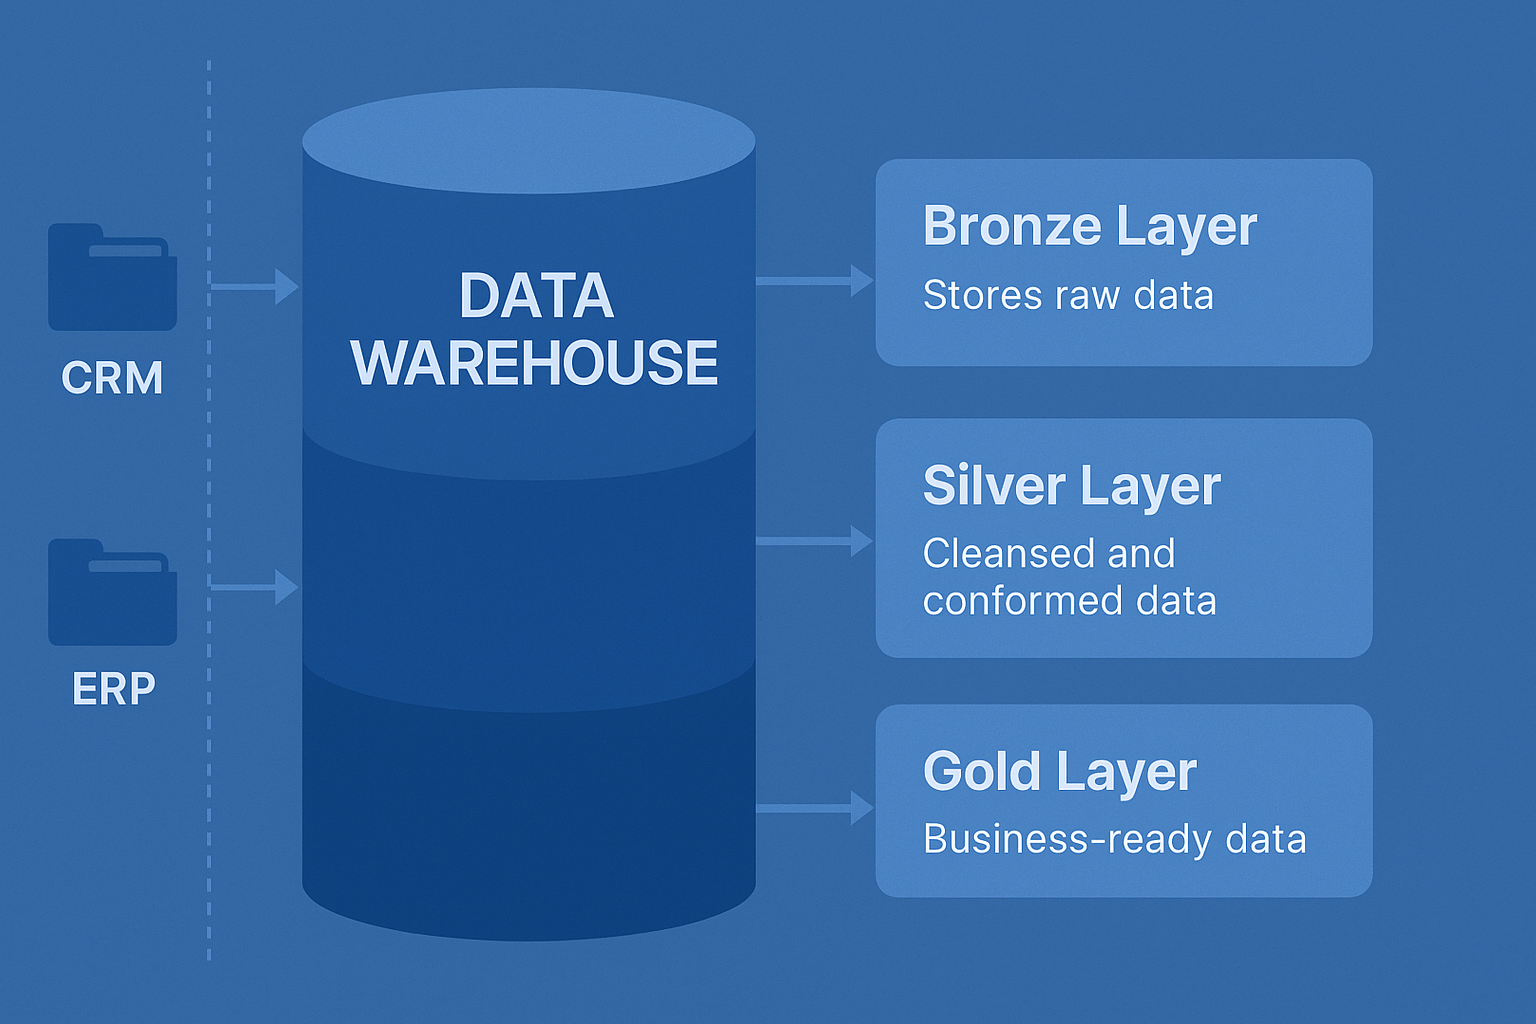 CRM
ERP
DATA
WAREHOUSE
Bronze Layer
Stores raw data
Silver Layer
Cleansed and
conformed data
Gold Layer
Business-ready data